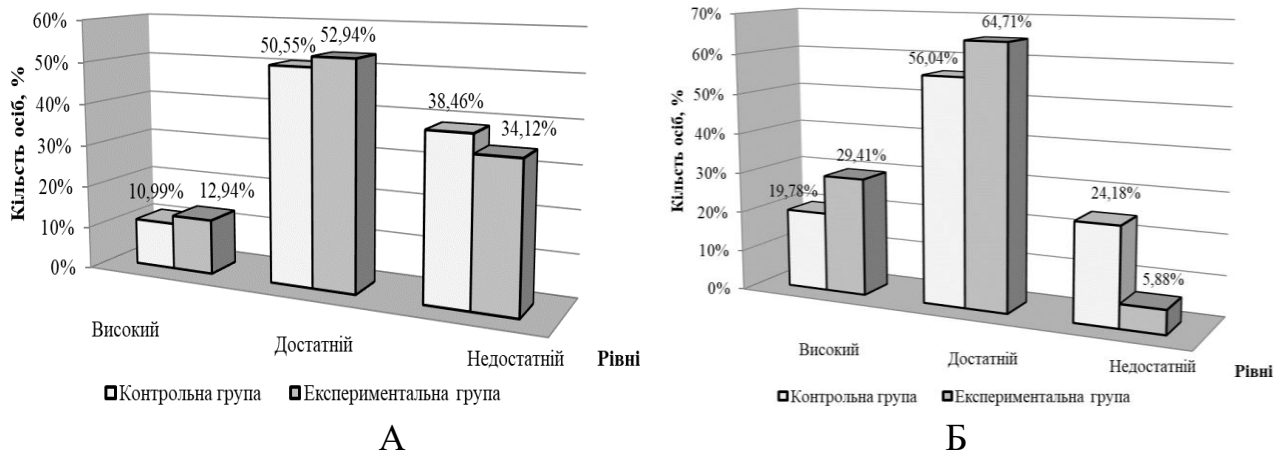 60%
50%
40%
30%
20%
10%
0%
Кільсть осіб, %
10,99%
12,94%
50,55%
52,94%
38,46%
34,12%
Високий
Достатній
Недостатній
Рівні
Контрольна група
Експериментальна група
А
70%
60%
50%
40%
30%
20%
10%
0%
Кільсть осіб, %
19,78%
29,41%
56,04%
64,71%
24,18%
5,88%
Високий
Достатній
Недостатній
Рівні
Контрольна група
Експериментальна група
Б